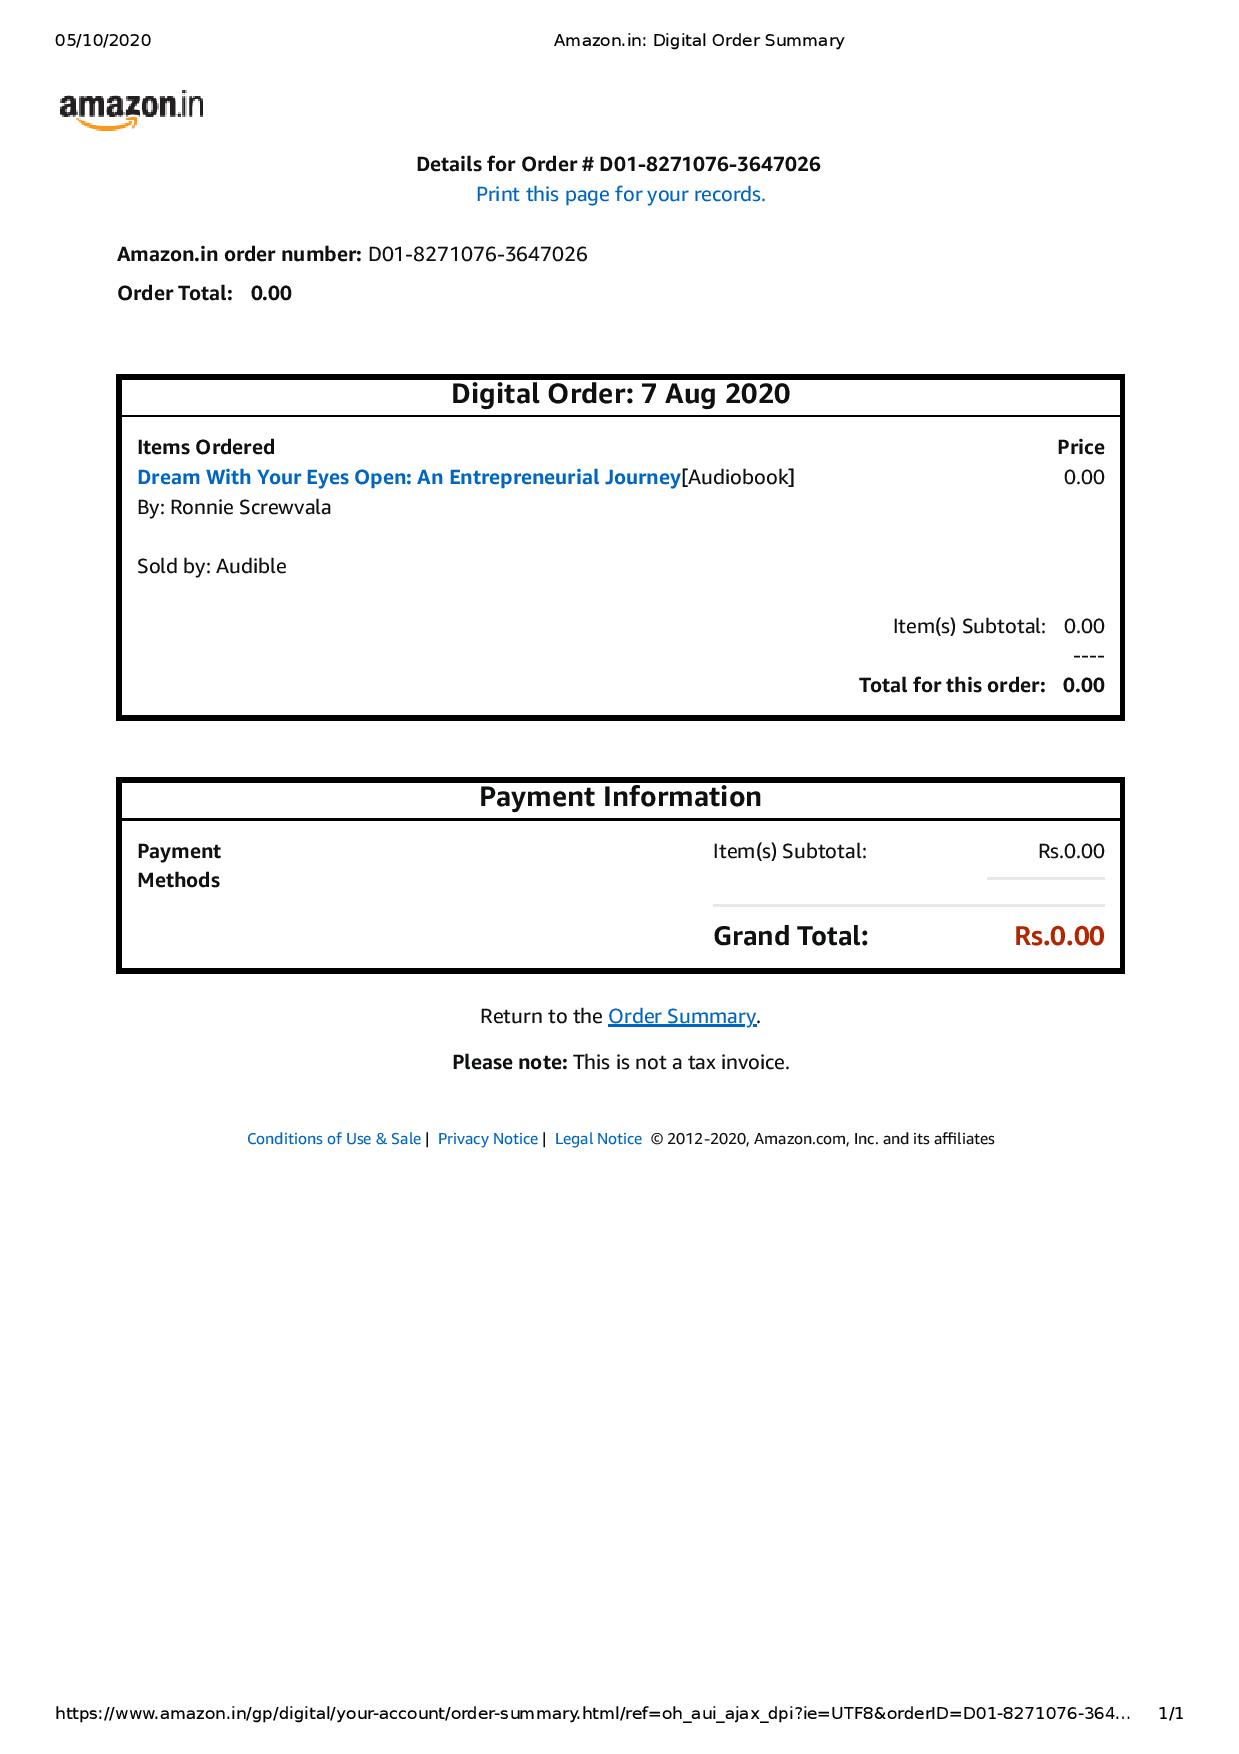 05/10/2020 Amazon.in: Digital Order Summary
amazon.in
Details for Order # D01-8271076-3647026
Print this page for your records.
Amazon.in order number: D01-8271076-3647026
Order Total: 0.00
Digital Order: 7 Aug 2020
Items Ordered Price
Dream With Your Eyes Open: An Entrepreneurial Journey[Audiobook] 0.00
By: Ronnie Screwvala
Sold by: Audible
Item(s) Subtotal: 0.00
----
Total for this order: 0.00
Payment Information
Payment Item(s) Subtotal: Rs.0.00
Methods
Grand Total: Rs.0.00
Return to the Order Summary.
Please note: This is not a tax invoice.
Conditions of Use & Sale | Privacy Notice | Legal Notice © 2012-2020, Amazon.com, Inc. and its affiliates
https://www.amazon.in/gp/digital/your-account/order-summary.html/ref=oh_aui_ajax_dpi?ie=UTF8&orderID=D01-8271076-364… 1/1